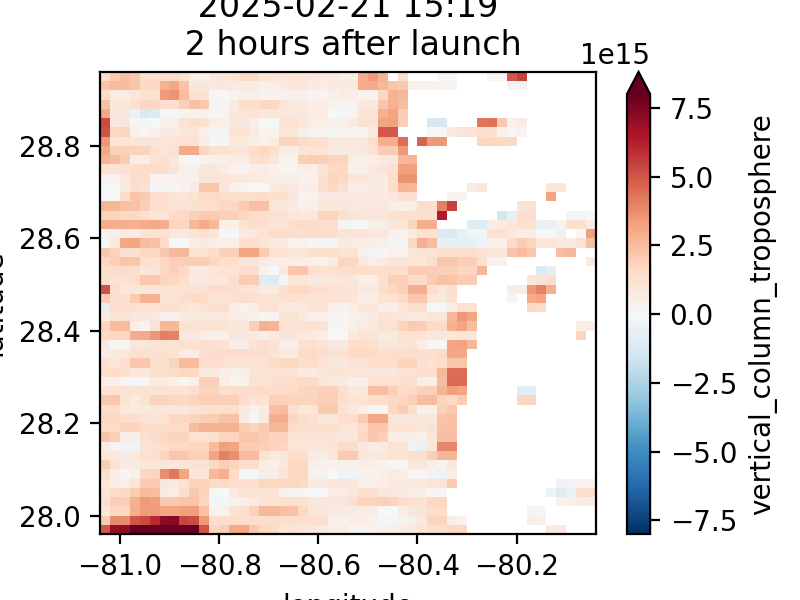 2025-02-21 15:19
2 hours after launch
1e15
28.8
28.6
28.4
28.2
28.0
−81.0 −80.8 −80.6 −80.4 −80.2
7.5
5.0
2.5
0.0
−2.5
−5.0
−7.5
vertical_column_troposphere
longitude